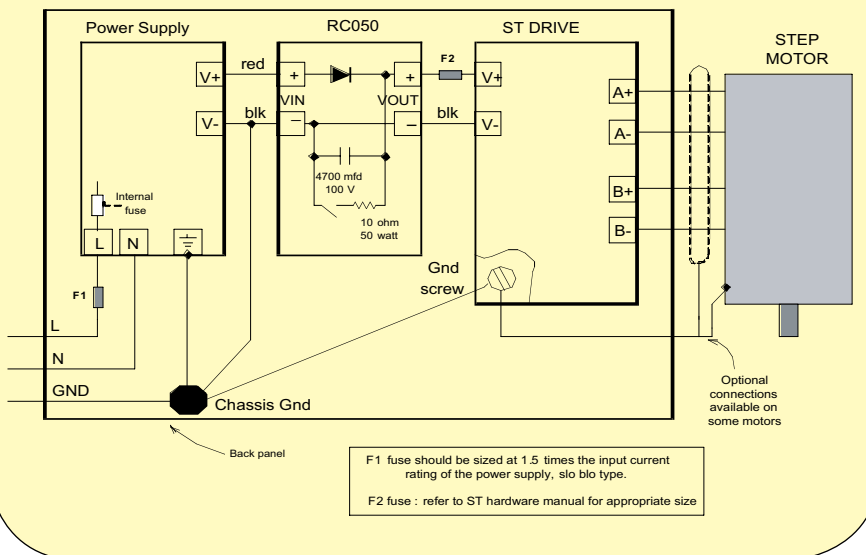 Power Supply
RC050
ST DRIVE
STEP
MOTOR
V+
red
+
+
F2
V+
VIN
VOUT
A+
V-
blk
–
–
blk
V-
A-
4700 mfd
100 V
B+
Internal
fuse
10 ohm
50 watt
B-
L
N
Gnd
screw
F1
L
N
GND
Chassis Gnd
Optional
connections
available on
some motors
Back panel
F1 fuse should be sized at 1.5 times the input current
rating of the power supply, slo blo type.
F2 fuse : refer to ST hardware manual for appropriate size